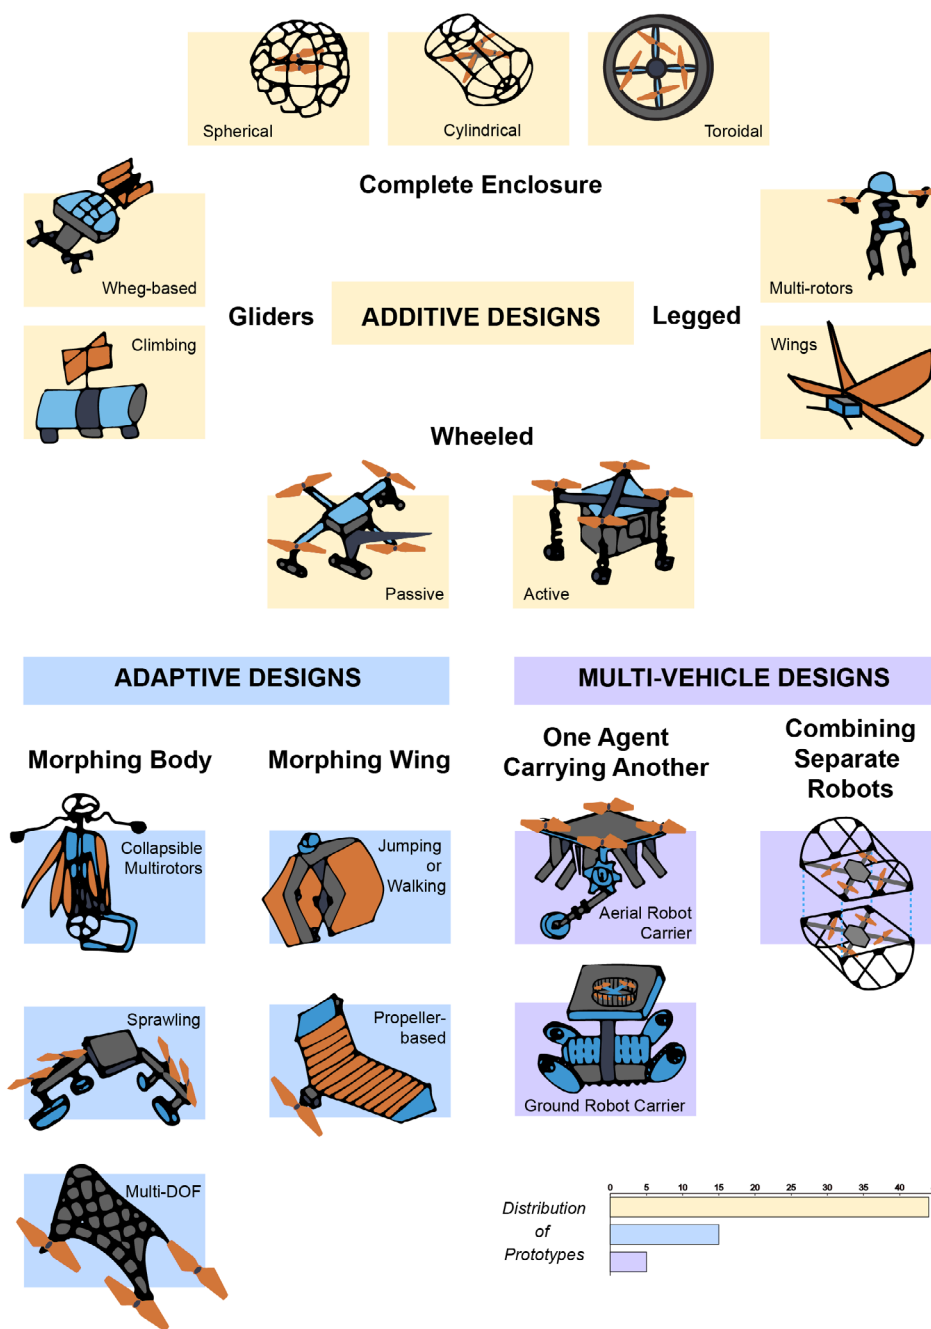 Spherical
Cylindrical
Toroidal
Complete Enclosure
Wheg-based
Multi-rotors
Gliders
ADDITIVE DESIGNS
Legged
Climbing
Wings
Wheeled
Passive
Active
ADAPTIVE DESIGNS
MULTI-VEHICLE DESIGNS
Morphing Body
Morphing Wing
One Agent
Carrying Another
Combining
Separate
Robots
Collapsible
Multirotors
Jumping
or
Walking
Aerial Robot
Carrier
Sprawling
Propeller-
based
Ground Robot Carrier
Multi-DOF
0 5 10 15 20 25 30 35 40
Distribution
of
Prototypes